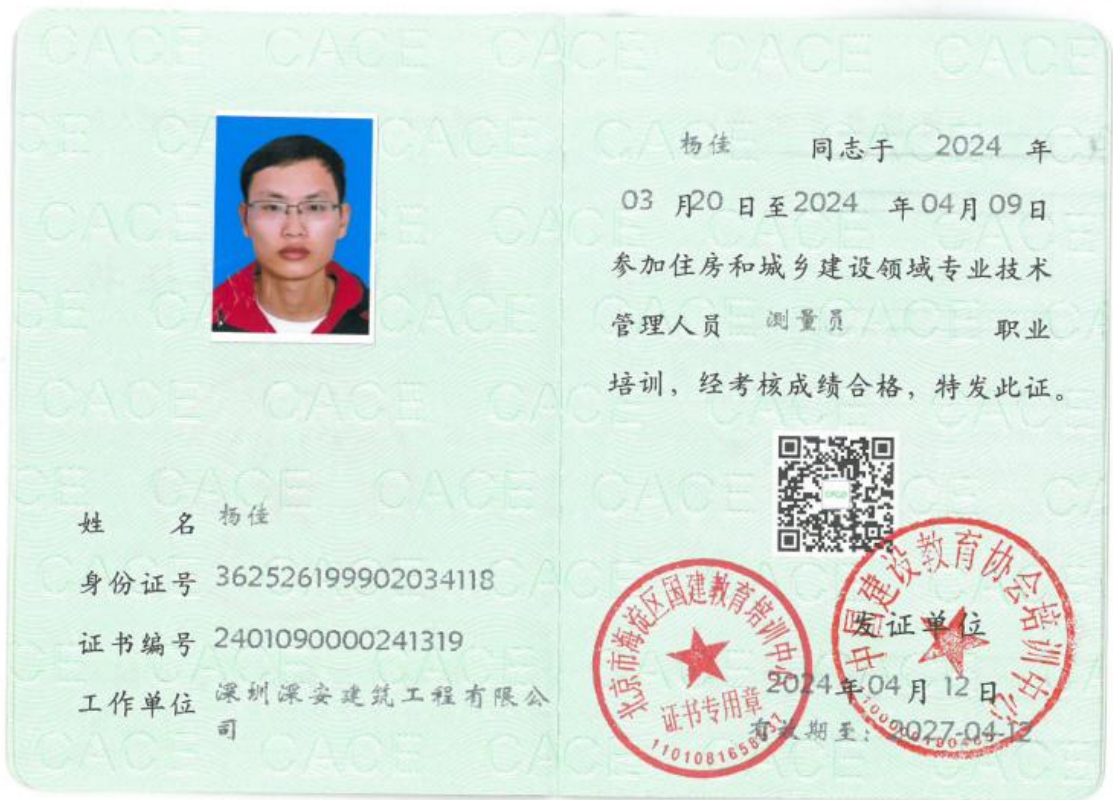 杨佳 同志于 2024 年
03 月20 日至2024 年04月09日
参加住房和城乡建设领域专业技术
管理人员 测量员 职业
培训，经考核成绩合格，特发此证。
姓 名 杨佳
身份证号 362526199902034118
证书编号 2401090000241319
工作单位 深圳深安建筑工程有限公
司
CACE
北京市海淀区国建教育培训中心
证书专用章
中国建设教育协会培训中心
发证单位
2024年04月12日
有效期至：2027-04-12